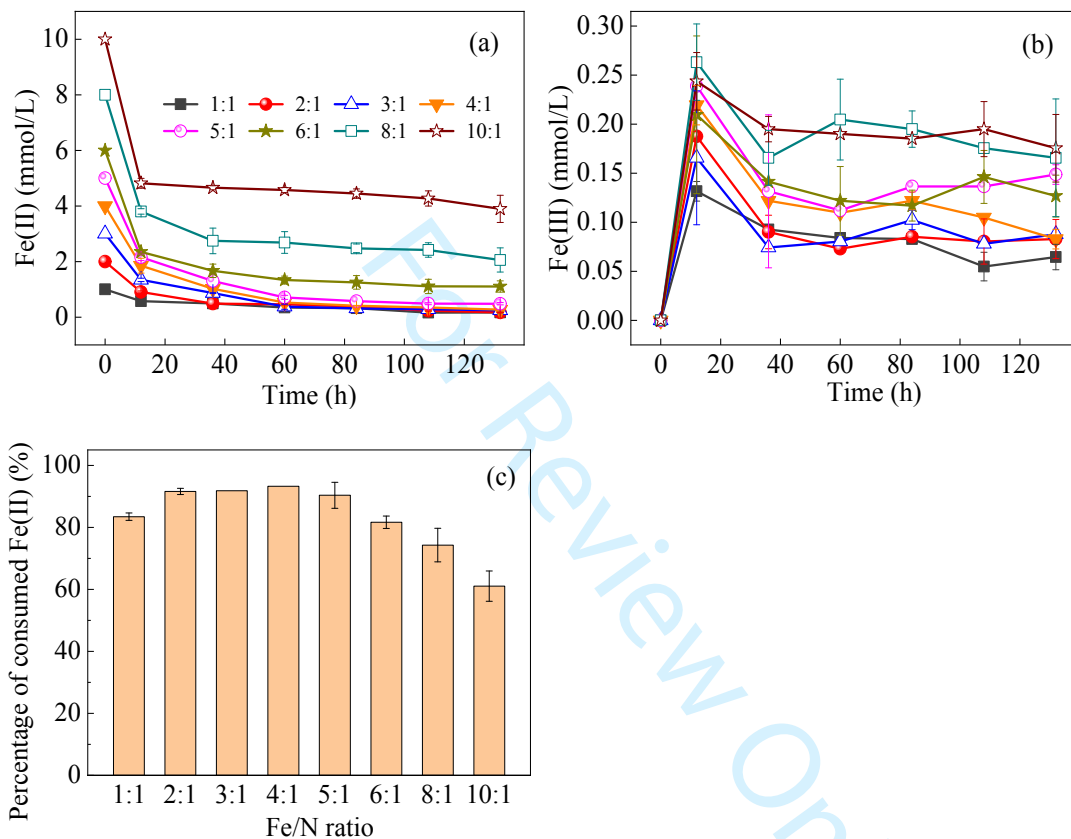 (a)
10
8
6
4
2
0
Fe(II) (mmol/L)
1:1 2:1 3:1 4:1
5:1 6:1 8:1 10:1
0 20 40 60 80 100 120
Time (h)
(b)
0.30
0.25
0.20
0.15
0.10
0.05
0.00
Fe(III) (mmol/L)
0 20 40 60 80 100 120
Time (h)
(c)
100
80
60
40
20
0
Percentage of consumed Fe(II) (%)
1:1 2:1 3:1 4:1 5:1 6:1 8:1 10:1
Fe/N ratio
For Review On